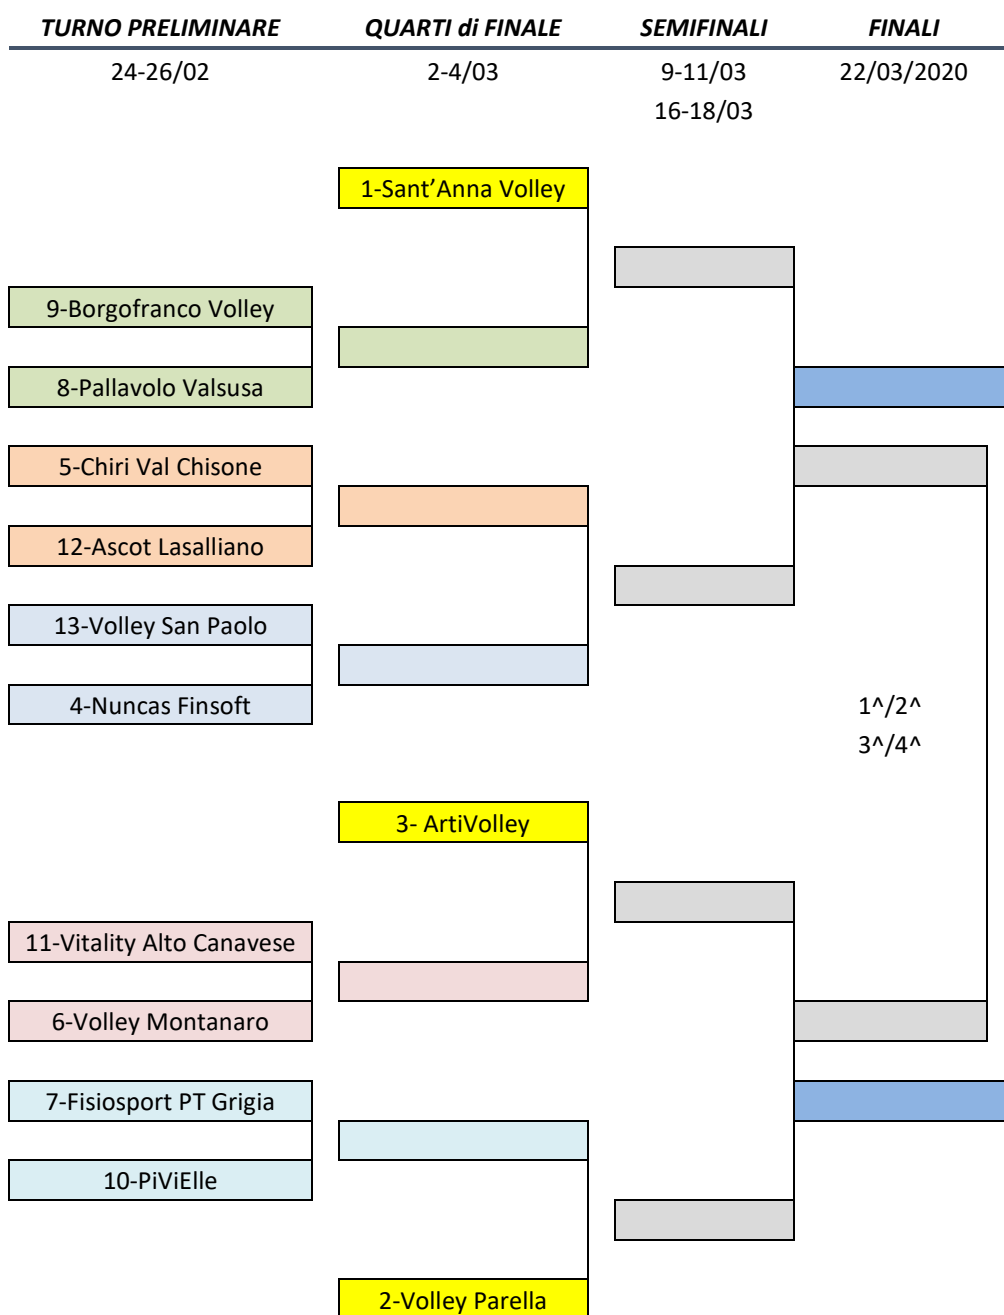 TURNO PRELIMINARE QUARTI di FINALE SEMIFINALI FINALI
24-26/02 2-4/03 9-11/03 22/03/2020
16-18/03
1-Sant’Anna Volley
9-Borgofranco Volley
8-Pallavolo Valsusa
5-Chiri Val Chisone
12-Ascot Lasalliano
13-Volley San Paolo
4-Nuncas Finsoft 1^/2^
3^/4^
3- ArtiVolley
11-Vitality Alto Canavese
6-Volley Montanaro
7-Fisiosport PT Grigia
10-PiViElle
2-Volley Parella